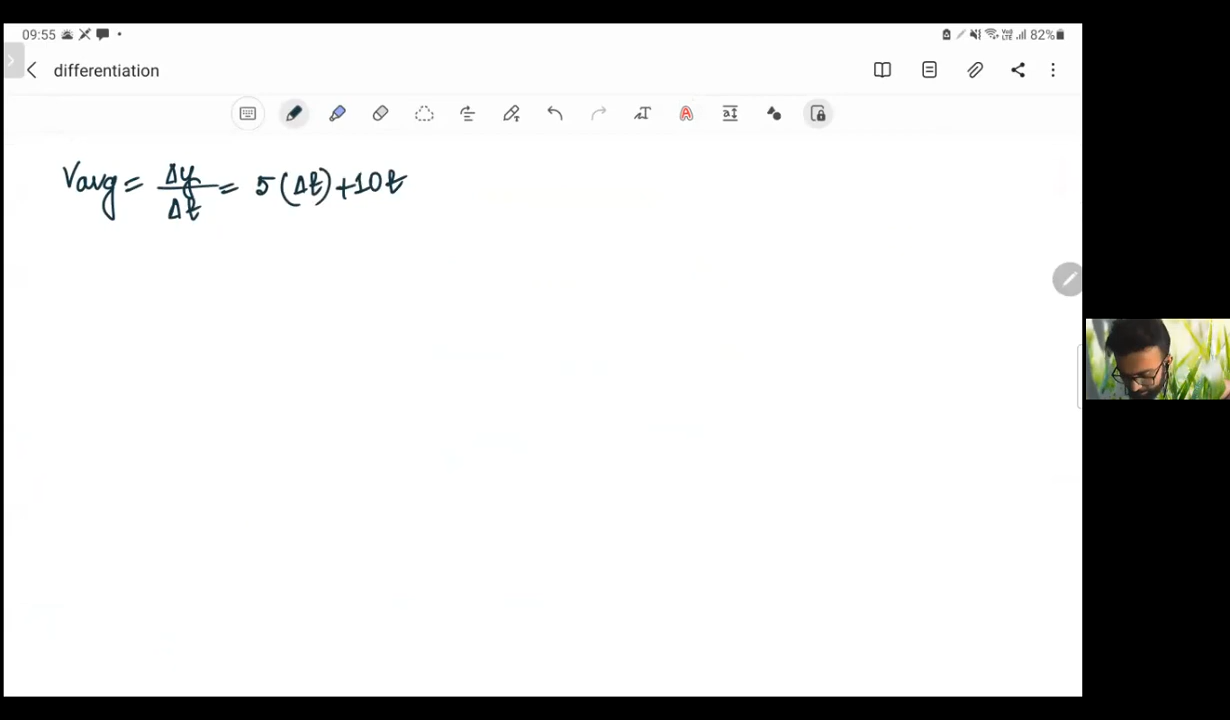 09:55
82%
differentiation
Vavg = Δy/Δt = 5(Δt)+10t